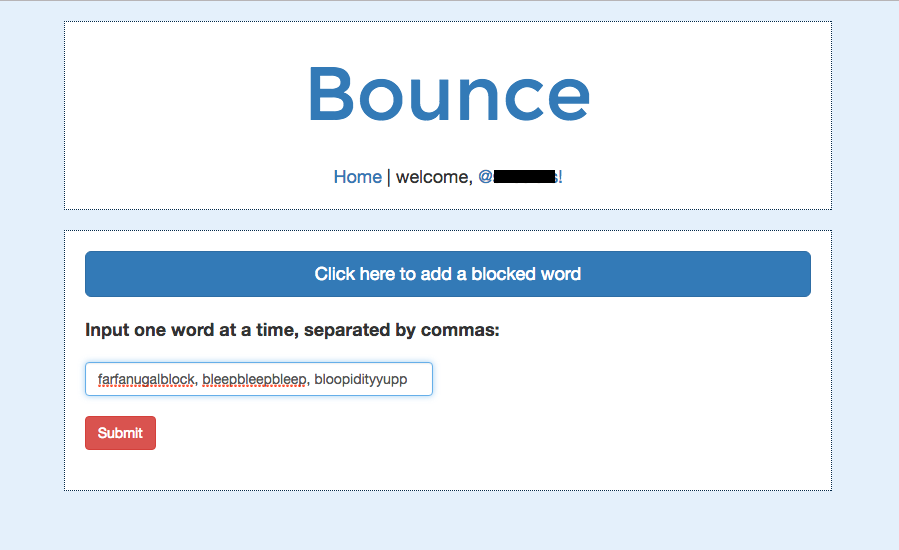 Bounce
Home | welcome, @
Click here to add a blocked word
Input one word at a time, separated by commas:
farfanugalblock, bleepbleepbleep, bloopidityyupp
Submit